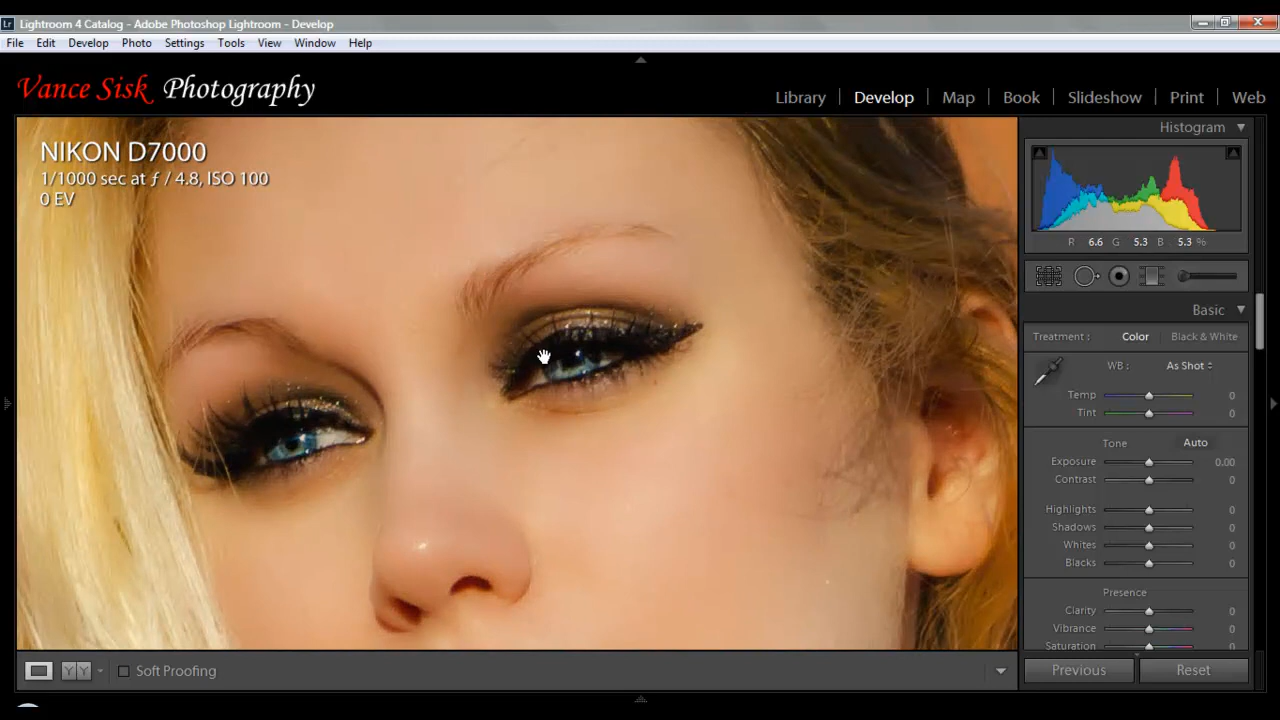 Lightroom 4 Catalog - Adobe Photoshop Lightroom - Develop
File Edit Develop Photo Settings Tools View Window Help
Vance Sisk Photography
Library Develop Map Book Slideshow Print Web
Histogram
NIKON D7000
1/1000 sec at ƒ / 4.8, ISO 100
0 EV
R 6.6 G 5.3 B 5.3 %
Basic
Treatment: Color Black & White
WB: As Shot
Temp 0
Tint 0
Tone Auto
Exposure 0.00
Contrast 0
Highlights 0
Shadows 0
Whites 0
Blacks 0
Presence
Clarity 0
Vibrance 0
Saturation 0
Y Y Soft Proofing
Previous Reset